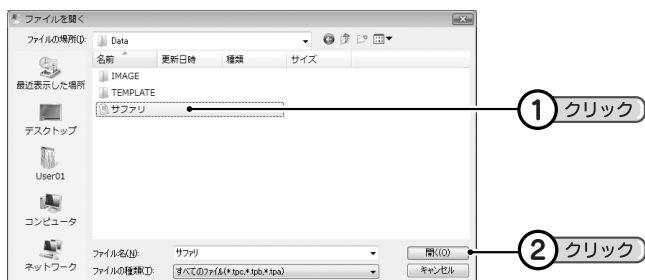 ファイルを開く
ファイルの場所(I):
Data
名前
更新日時
種類
サイズ
IMAGE
TEMPLATE
サファリ
1 クリック
最近表示した場所
デスクトップ
User01
コンピュータ
ネットワーク
ファイル名(N):
サファリ
開く(O)
2 クリック
ファイルの種類(T):
すべてのファイル(*.tpc,*.tpb,*.tpa)
キャンセル